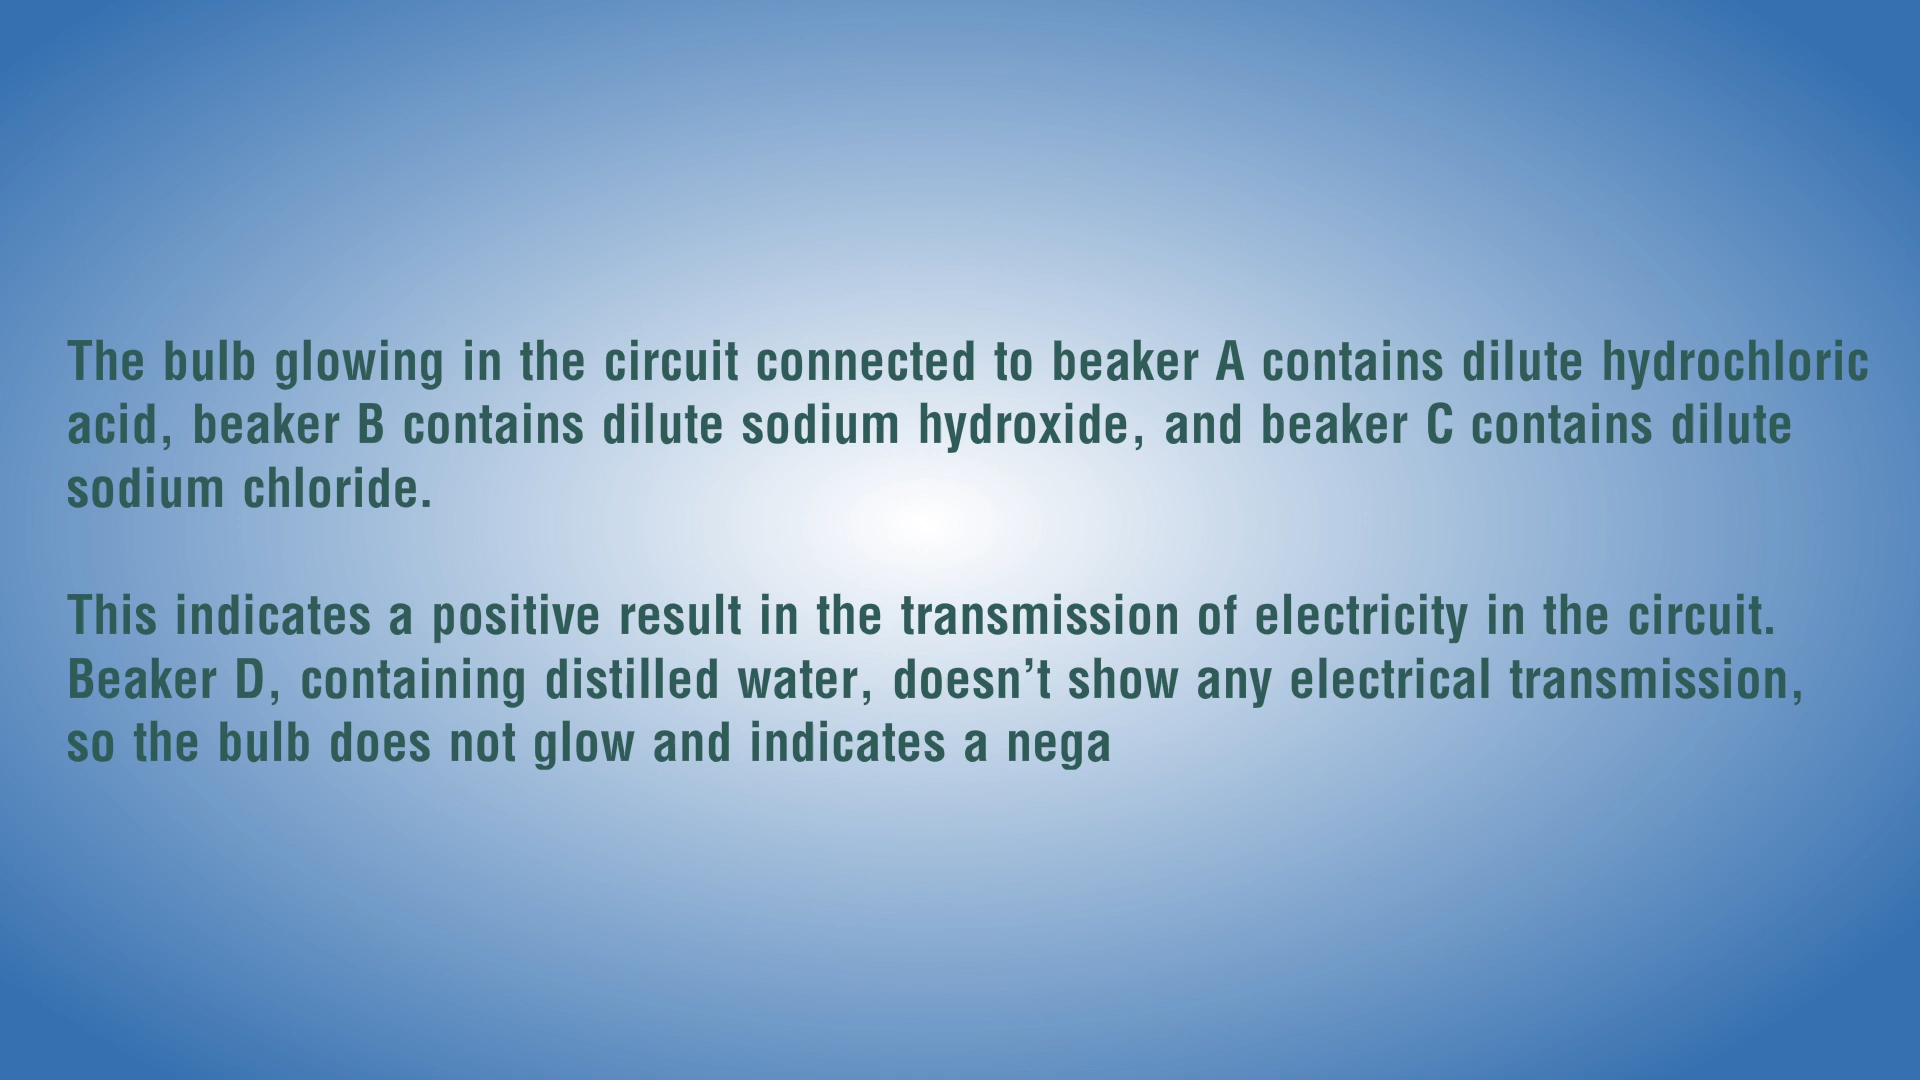 The bulb glowing in the circuit connected to beaker A contains dilute hydrochloric
acid, beaker B contains dilute sodium hydroxide, and beaker C contains dilute
sodium chloride.
This indicates a positive result in the transmission of electricity in the circuit.
Beaker D, containing distilled water, doesn’t show any electrical transmission,
so the bulb does not glow and indicates a nega